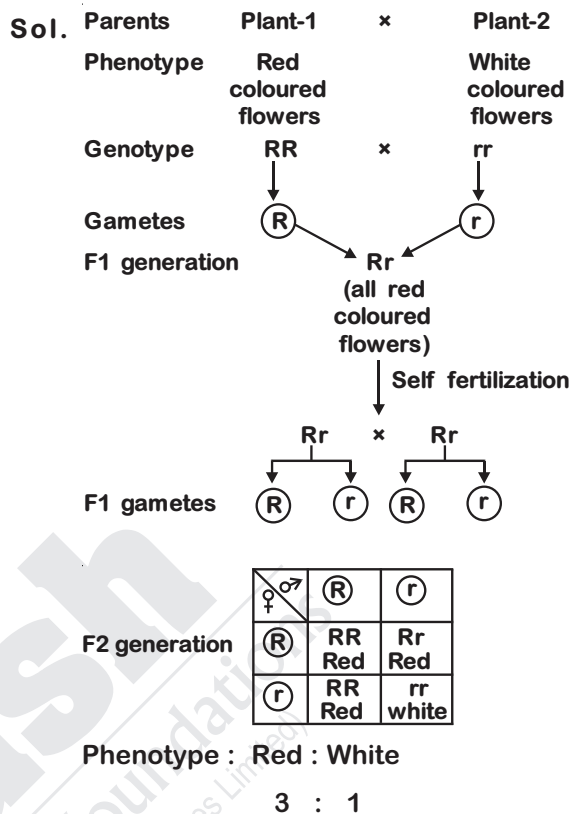 Sol. Parents Plant-1 × Plant-2
Phenotype Red White
coloured coloured
flowers flowers
Genotype RR × rr
Gametes R r
F1 generation Rr
(all red
coloured
flowers)
Self fertilization
Rr × Rr
F1 gametes R r R r
♀ ♂ R r
F2 generation R RR Rr
Red Red
r RR rr
Red white
Phenotype : Red : White
3 : 1